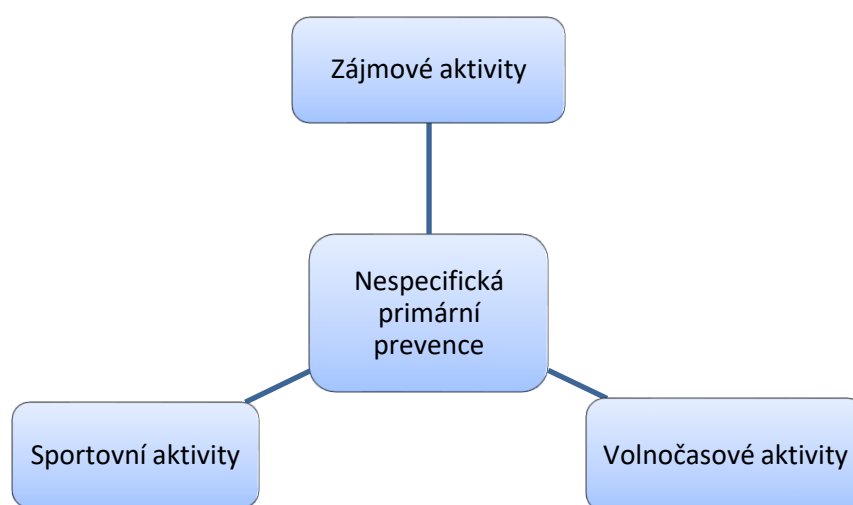 Zájmové aktivity
Nespecifická
primární
prevence
Sportovní aktivity
Volnočasové aktivity